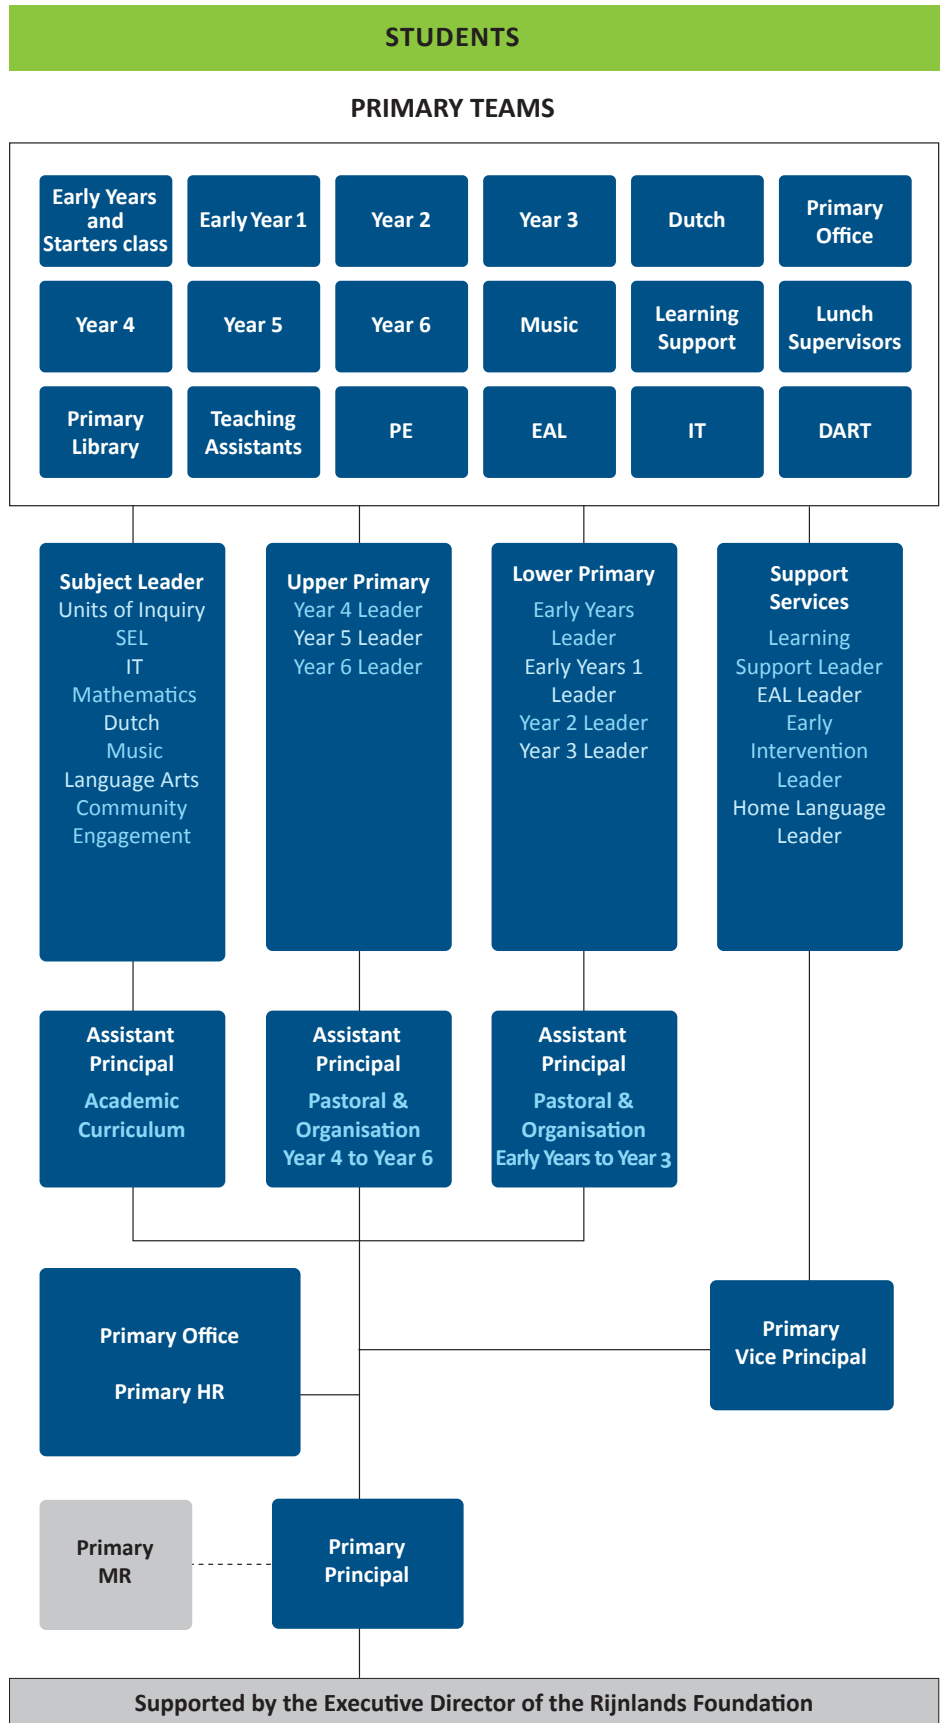 STUDENTS
PRIMARY TEAMS
Early Years
and
Starters class
Early Year 1
Year 2
Year 3
Dutch
Primary
Office
Year 4
Year 5
Year 6
Music
Learning
Support
Lunch
Supervisors
Primary
Library
Teaching
Assistants
PE
EAL
IT
DART
Subject Leader
Units of Inquiry
SEL
IT
Mathematics
Dutch
Music
Language Arts
Community
Engagement
Upper Primary
Year 4 Leader
Year 5 Leader
Year 6 Leader
Lower Primary
Early Years
Leader
Early Years 1
Leader
Year 2 Leader
Year 3 Leader
Support
Services
Learning
Support Leader
EAL Leader
Early
Intervention
Leader
Home Language
Leader
Assistant
Principal
Academic
Curriculum
Assistant
Principal
Pastoral &
Organisation
Year 4 to Year 6
Assistant
Principal
Pastoral &
Organisation
Early Years to Year 3
Primary Office
Primary HR
Primary
Vice Principal
Primary
MR
Primary
Principal
Supported by the Executive Director of the Rijnlands Foundation